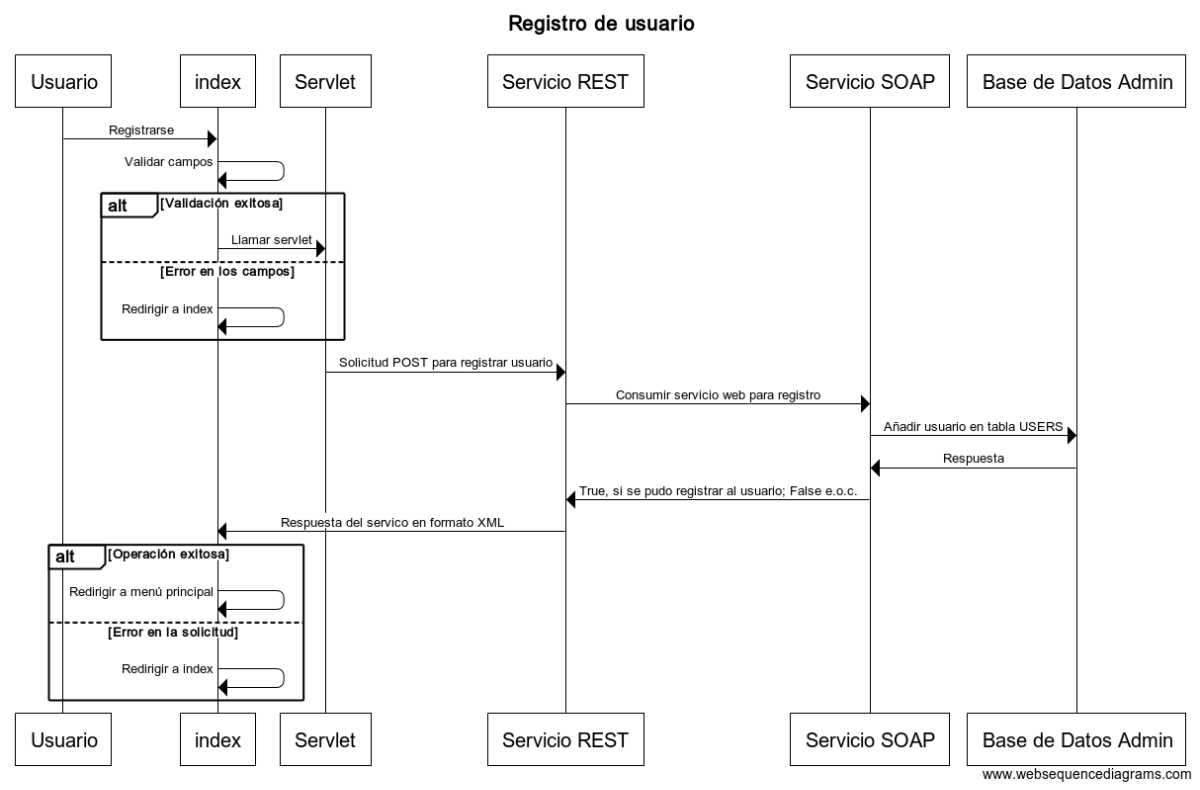 Registro de usuario
Usuario
index
Servlet
Servicio REST
Servicio SOAP
Base de Datos Admin
Registrarse
Validar campos
alt
[Validación exitosa]
Llamar servlet
[Error en los campos]
Redirigir a index
Solicitud POST para registrar usuario
Consumir servicio web para registro
Añadir usuario en tabla USERS
Respuesta
True, si se pudo registrar al usuario; False e.o.c.
Respuesta del servico en formato XML
alt
[Operación exitosa]
Redirigir a menú principal
[Error en la solicitud]
Redirigir a index
Usuario
index
Servlet
Servicio REST
Servicio SOAP
Base de Datos Admin
www.websequencediagrams.com